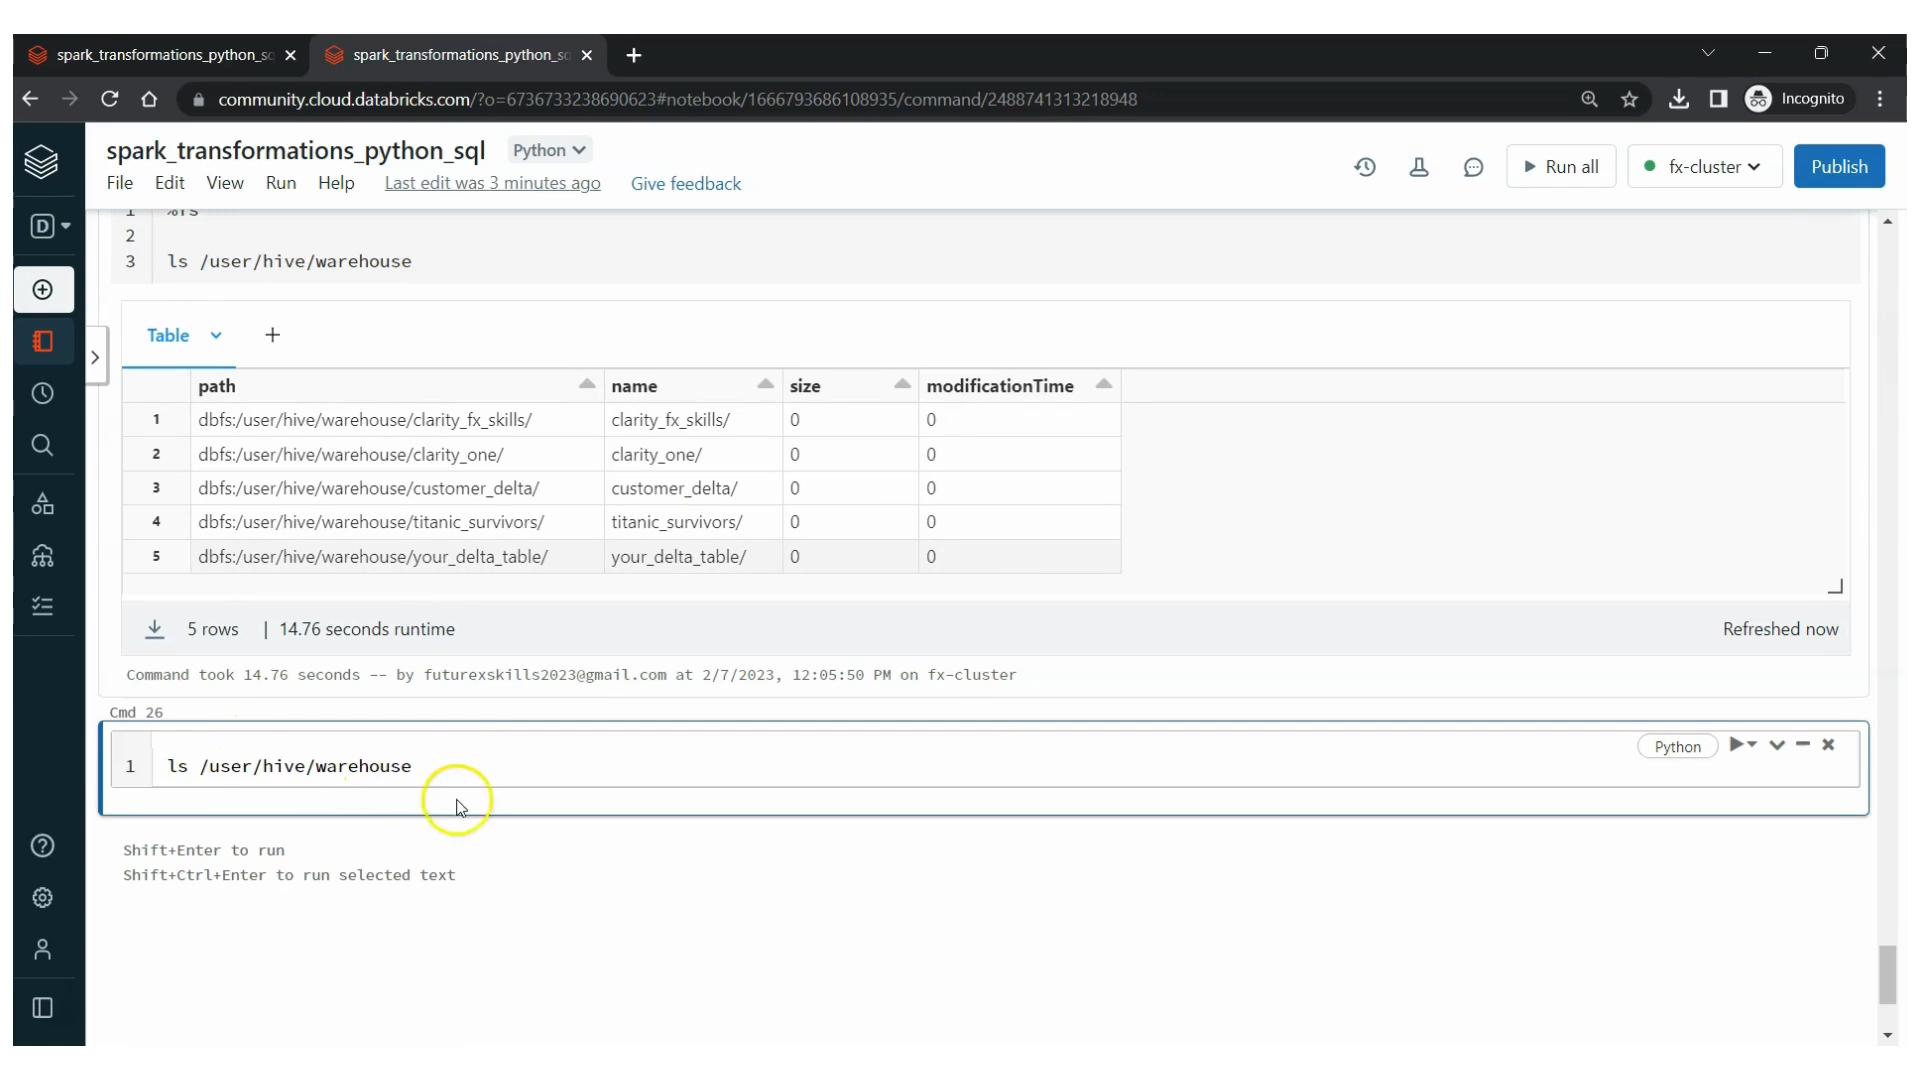 spark_transformations_python_sq
spark_transformations_python_sq
community.cloud.databricks.com/?o=6736733238690623#notebook/1666793686108935/command/2488741313218948
Incognito
spark_transformations_python_sql
Python
File Edit View Run Help Last edit was 3 minutes ago Give feedback
Run all
fx-cluster
Publish
D
1 %fs
2
3 ls /user/hive/warehouse
Table +
path name size modificationTime
1 dbfs:/user/hive/warehouse/clarity_fx_skills/ clarity_fx_skills/ 0 0
2 dbfs:/user/hive/warehouse/clarity_one/ clarity_one/ 0 0
3 dbfs:/user/hive/warehouse/customer_delta/ customer_delta/ 0 0
4 dbfs:/user/hive/warehouse/titanic_survivors/ titanic_survivors/ 0 0
5 dbfs:/user/hive/warehouse/your_delta_table/ your_delta_table/ 0 0
5 rows | 14.76 seconds runtime
Refreshed now
Command took 14.76 seconds -- by futurexskills2023@gmail.com at 2/7/2023, 12:05:50 PM on fx-cluster
Cmd 26
Python
1 ls /user/hive/warehouse
Shift+Enter to run
Shift+Ctrl+Enter to run selected text